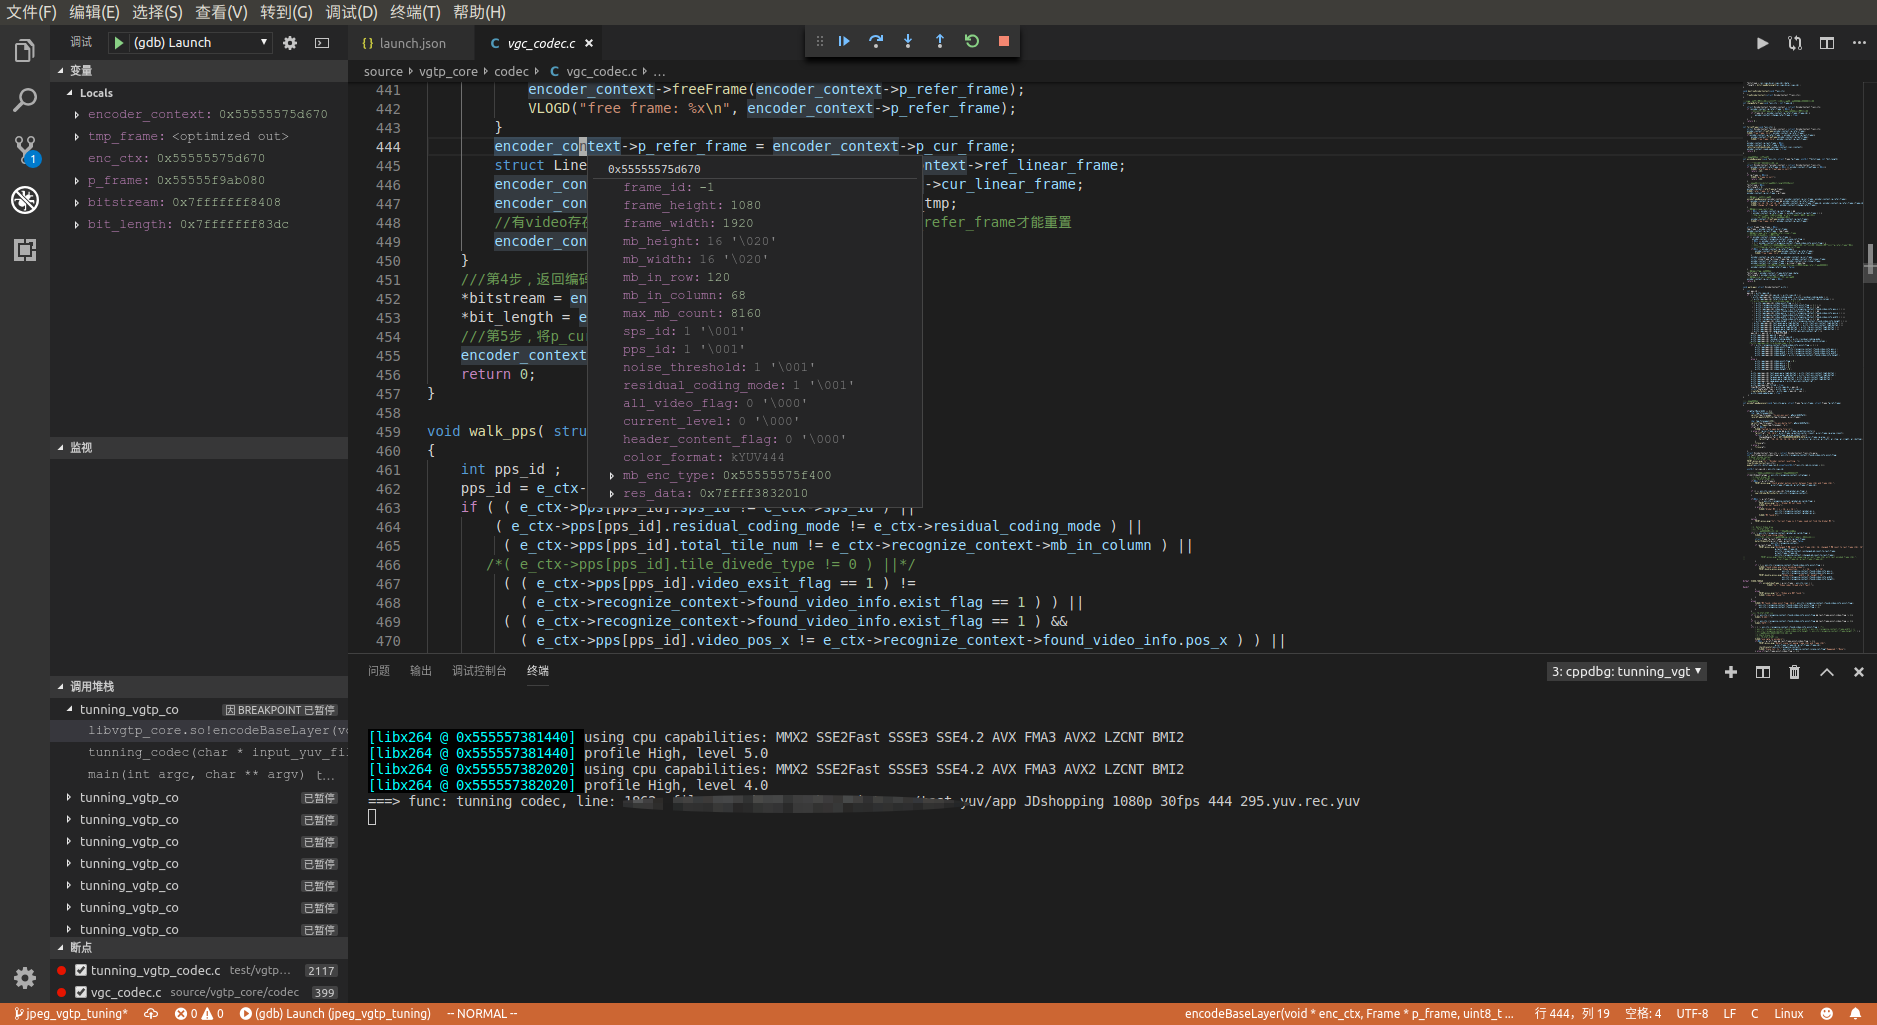 文件(F) 编辑(E) 选择(S) 查看(V) 转到(G) 调试(D) 终端(T) 帮助(H)
调试 (gdb) Launch
{} launch.json C vgc_codec.c ×
source vgtp_core codec C vgc_codec.c ...
变量
Locals
encoder_context: 0x55555575d670
tmp_frame: <optimized out>
enc_ctx: 0x55555575d670
p_frame: 0x55555f9ab080
bitstream: 0x7fffffff8408
bit_length: 0x7fffffff83dc
监视
调用堆栈
tunning_vgtp_co 因 BREAKPOINT 已暂停
libvgtp_core.so!encodeBaseLayer(v
tunning_codec(char * input_yuv_fi
main(int argc, char ** argv) t...
tunning_vgtp_co 已暂停
tunning_vgtp_co 已暂停
tunning_vgtp_co 已暂停
tunning_vgtp_co 已暂停
tunning_vgtp_co 已暂停
tunning_vgtp_co 已暂停
tunning_vgtp_co 已暂停
断点
tunning_vgtp_codec.c test/vgtp... 2117
vgc_codec.c source/vgtp_core/codec 399
1
441 encoder_context->freeFrame(encoder_context->p_refer_frame);
442 VLOGD("free frame: %x\n", encoder_context->p_refer_frame);
443 }
444 encoder_context->p_refer_frame = encoder_context->p_cur_frame;
445 struct Line ntext->ref_linear_frame;
446 encoder_con ->cur_linear_frame;
447 encoder_con _tmp;
448 //有video存在 refer_frame才能重置
449 encoder_con
450 }
451 ///第4步，返回编码
452 *bitstream = en
453 *bit_length = e
454 ///第5步，将p_cu
455 encoder_context
456 return 0;
457 }
458
459 void walk_pps( stru
460 {
461 int pps_id ;
462 pps_id = e_ctx-
463 if ( ( e_ctx->pps[pps_id].sps_id != e_ctx->sps_id ) ||
464 ( e_ctx->pps[pps_id].residual_coding_mode != e_ctx->residual_coding_mode ) ||
465 ( e_ctx->pps[pps_id].total_tile_num != e_ctx->recognize_context->mb_in_column ) ||
466 /*( e_ctx->pps[pps_id].tile_divede_type != 0 ) ||*/
467 ( ( e_ctx->pps[pps_id].video_exsit_flag == 1 ) !=
468 ( e_ctx->recognize_context->found_video_info.exist_flag == 1 ) ) ||
469 ( ( e_ctx->recognize_context->found_video_info.exist_flag == 1 ) &&
470 ( e_ctx->pps[pps_id].video_pos_x != e_ctx->recognize_context->found_video_info.pos_x ) ) ||
0x55555575d670
frame_id: -1
frame_height: 1080
frame_width: 1920
mb_height: 16 '\020'
mb_width: 16 '\020'
mb_in_row: 120
mb_in_column: 68
max_mb_count: 8160
sps_id: 1 '\001'
pps_id: 1 '\001'
noise_threshold: 1 '\001'
residual_coding_mode: 1 '\001'
all_video_flag: 0 '\000'
current_level: 0 '\000'
header_content_flag: 0 '\000'
color_format: kYUV444
mb_enc_type: 0x55555575f400
res_data: 0x7ffff3832010
问题 输出 调试控制台 终端 3: cppdbg: tunning_vgt
[libx264 @ 0x555557381440] using cpu capabilities: MMX2 SSE2Fast SSSE3 SSE4.2 AVX FMA3 AVX2 LZCNT BMI2
[libx264 @ 0x555557381440] profile High, level 5.0
[libx264 @ 0x555557382020] using cpu capabilities: MMX2 SSE2Fast SSSE3 SSE4.2 AVX FMA3 AVX2 LZCNT BMI2
[libx264 @ 0x555557382020] profile High, level 4.0
===> func: tunning codec, line: yuv/app JDshopping 1080p 30fps 444 295.yuv.rec.yuv
jpeg_vgtp_tuning* 0 0 (gdb) Launch (jpeg_vgtp_tuning) -- NORMAL -- encodeBaseLayer(void * enc_ctx, Frame * p_frame, uint8_t ... 行 444，列 19 空格: 4 UTF-8 LF C Linux